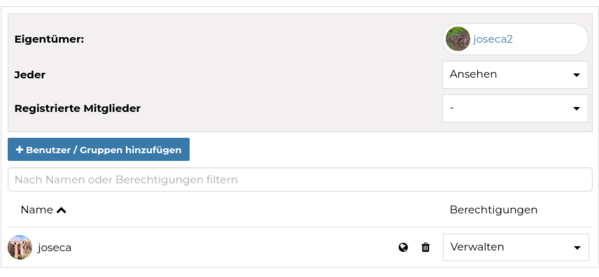 Eigentümer:
joseca2
Jeder
Ansehen
Registrierte Mitglieder
-
+ Benutzer / Gruppen hinzufügen
Nach Namen oder Berechtigungen filtern
Name
Berechtigungen
joseca
Verwalten